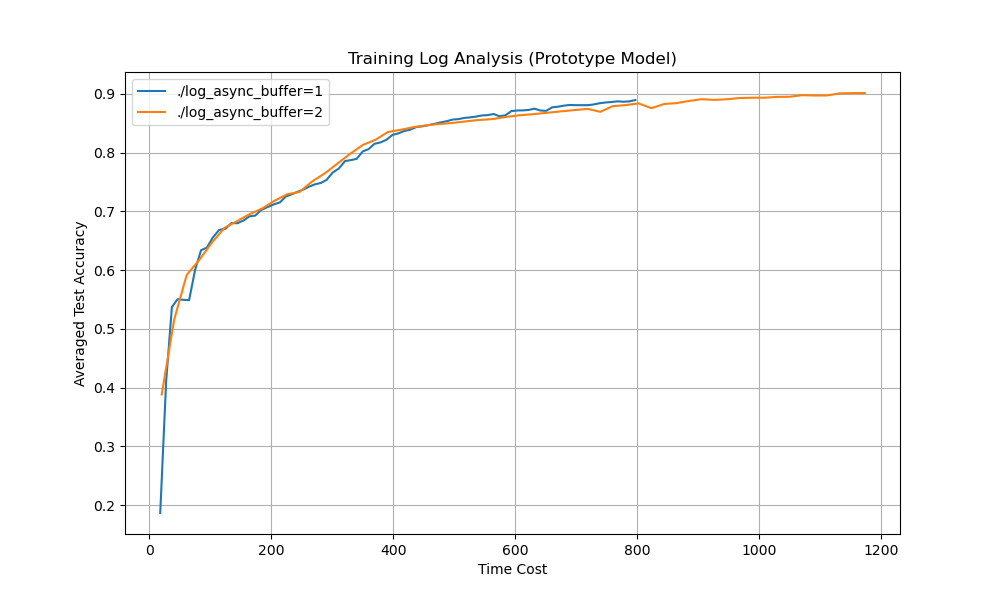 Training Log Analysis (Prototype Model)
./log_async_buffer=1
./log_async_buffer=2
Averaged Test Accuracy
0.9
0.8
0.7
0.6
0.5
0.4
0.3
0.2
0 200 400 600 800 1000 1200
Time Cost